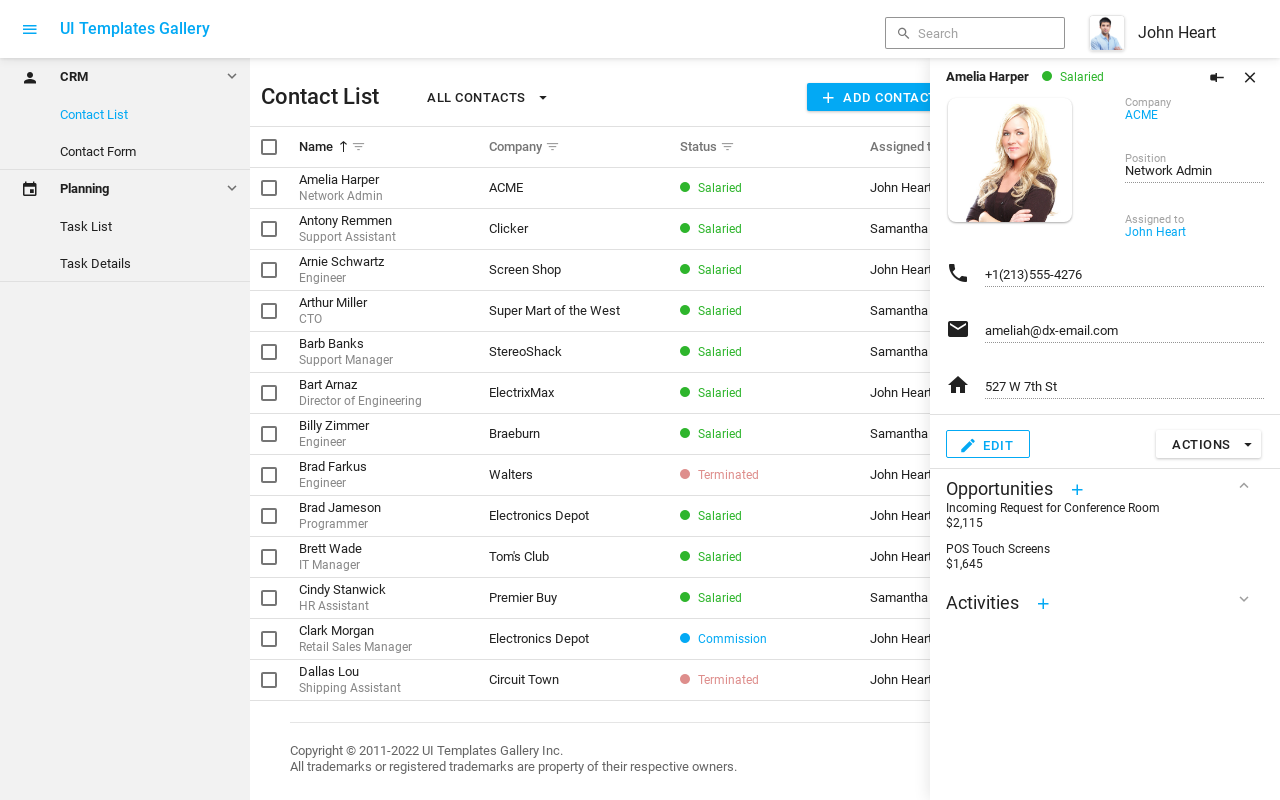 UI Templates Gallery
Search
John Heart
CRM
Contact List
Contact Form
Planning
Task List
Task Details
Contact List
ALL CONTACTS
ADD CONTACT
Name
Company
Status
Assigned
Amelia Harper
Network Admin
ACME
Salaried
John Heart
Antony Remmen
Support Assistant
Clicker
Salaried
Samantha
Arnie Schwartz
Engineer
Screen Shop
Salaried
John Heart
Arthur Miller
CTO
Super Mart of the West
Salaried
Samantha
Barb Banks
Support Manager
StereoShack
Salaried
Samantha
Bart Arnaz
Director of Engineering
ElectrixMax
Salaried
John Heart
Billy Zimmer
Engineer
Braeburn
Salaried
Samantha
Brad Farkus
Engineer
Walters
Terminated
John Heart
Brad Jameson
Programmer
Electronics Depot
Salaried
John Heart
Brett Wade
IT Manager
Tom's Club
Salaried
John Heart
Cindy Stanwick
HR Assistant
Premier Buy
Salaried
Samantha
Clark Morgan
Retail Sales Manager
Electronics Depot
Commission
John Heart
Dallas Lou
Shipping Assistant
Circuit Town
Terminated
John Heart
Copyright © 2011-2022 UI Templates Gallery Inc.
All trademarks or registered trademarks are property of their respective owners.
Amelia Harper
Salaried
Company
ACME
Position
Network Admin
Assigned to
John Heart
+1(213)555-4276
ameliah@dx-email.com
527 W 7th St
EDIT
ACTIONS
Opportunities
Incoming Request for Conference Room
$2,115
POS Touch Screens
$1,645
Activities